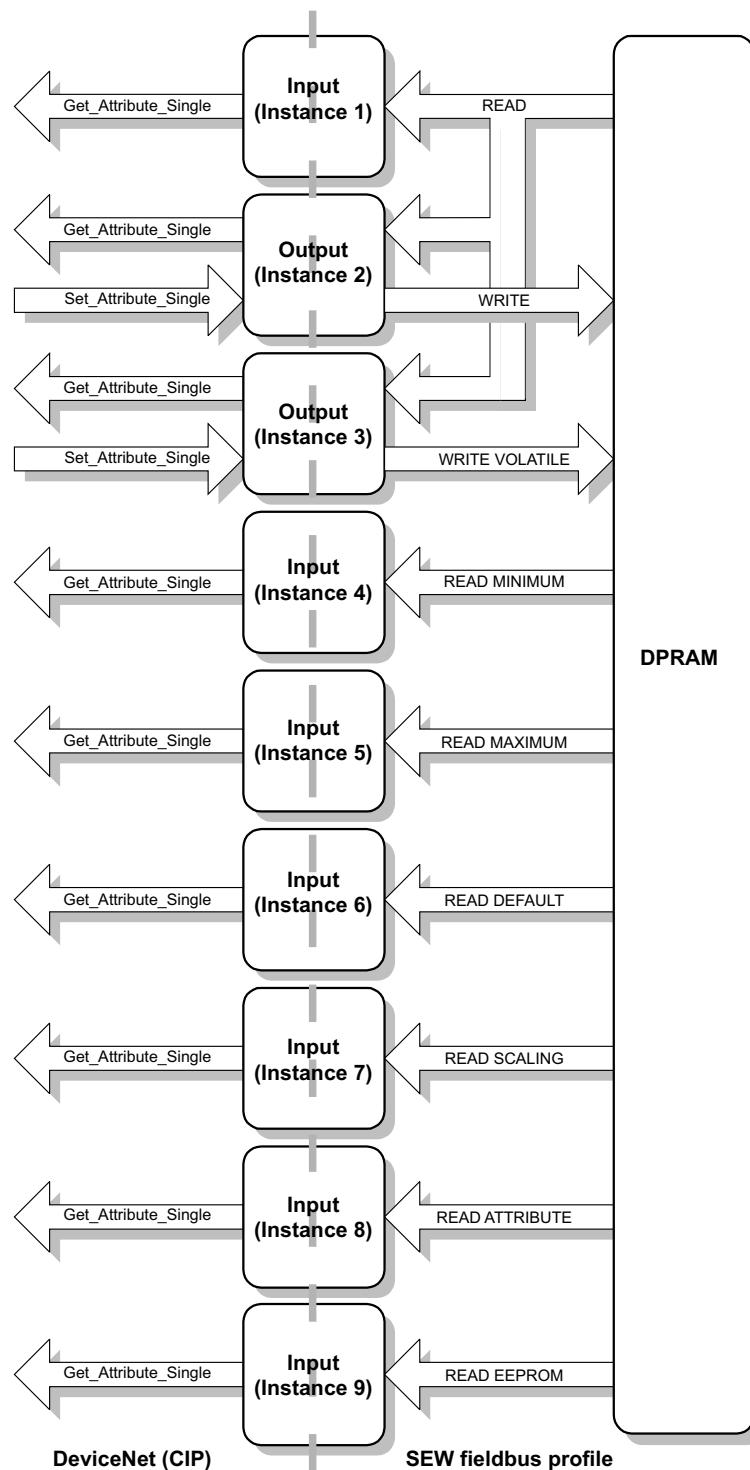 Input
(Instance 1)
Get_Attribute_Single
READ
Get_Attribute_Single
Output
(Instance 2)
Set_Attribute_Single
WRITE
Get_Attribute_Single
Output
(Instance 3)
Set_Attribute_Single
WRITE VOLATILE
Input
(Instance 4)
Get_Attribute_Single
READ MINIMUM
DPRAM
Input
(Instance 5)
Get_Attribute_Single
READ MAXIMUM
Input
(Instance 6)
Get_Attribute_Single
READ DEFAULT
Input
(Instance 7)
Get_Attribute_Single
READ SCALING
Input
(Instance 8)
Get_Attribute_Single
READ ATTRIBUTE
Input
(Instance 9)
Get_Attribute_Single
READ EEPROM
DeviceNet (CIP)
SEW fieldbus profile